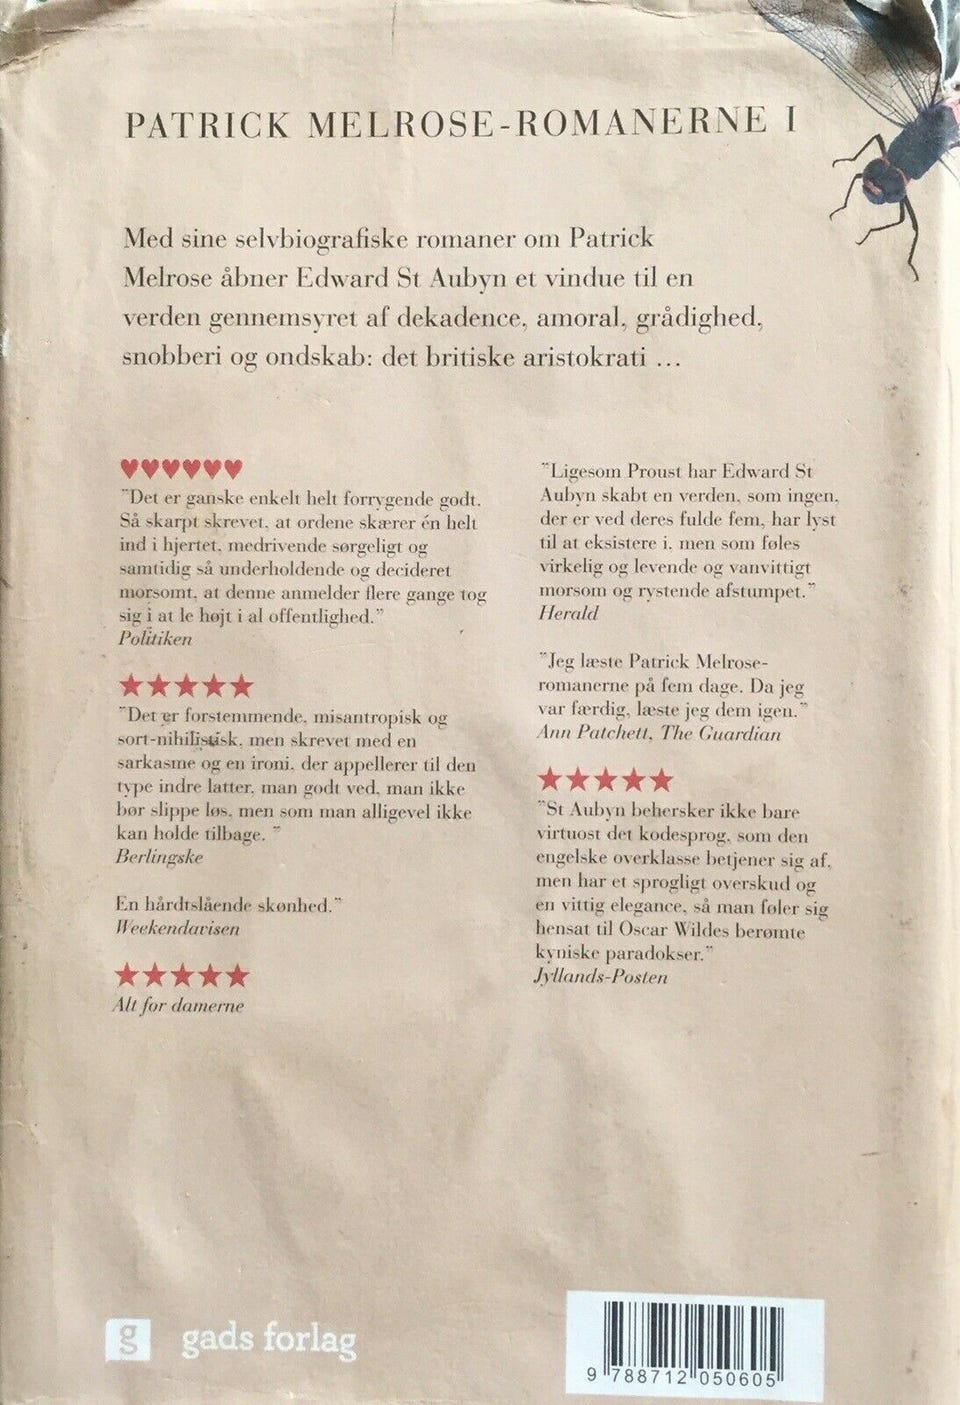 PATRICK MELROSE-ROMANERNE I
Med sine selvbiografiske romaner om Patrick
Melrose åbner Edward St Aubyn et vindue til en
verden gennemsyret af dekadence, amoral, grådighed,
snobberi og ondskab: det britiske aristokrati ...
♥♥♥♥♥♥
"Det er ganske enkelt helt forrygende godt.
Så skarpt skrevet, at ordene skærer én helt
ind i hjertet, medrivende sørgeligt og
samtidig så underholdende og decideret
morsomt, at denne anmelder flere gange tog
sig i at le højt i al offentlighed."
Politiken
★★★★★
"Det er forstemmende, misantropisk og
sort-nihilistisk, men skrevet med en
sarkasme og en ironi, der appellerer til den
type indre latter, man godt ved, man ikke
bør slippe løs, men som man alligevel ikke
kan holde tilbage. "
Berlingske
En hårdtslående skønhed."
Weekendavisen
★★★★★
Alt for damerne
"Ligesom Proust har Edward St
Aubyn skabt en verden, som ingen,
der er ved deres fulde fem, har lyst
til at eksistere i, men som føles
virkelig og levende og vanvittigt
morsom og rystende afstumpet."
Herald
"Jeg læste Patrick Melrose-
romanerne på fem dage. Da jeg
var færdig, læste jeg dem igen."
Ann Patchett, The Guardian
★★★★★
"St Aubyn behersker ikke bare
virtuost det kodesprog, som den
engelske overklasse betjener sig af,
men har et sprogligt overskud og
en vittig elegance, så man føler sig
hensat til Oscar Wildes berømte
kyniske paradokser."
Jyllands-Posten
g gads forlag
9 788712 050605